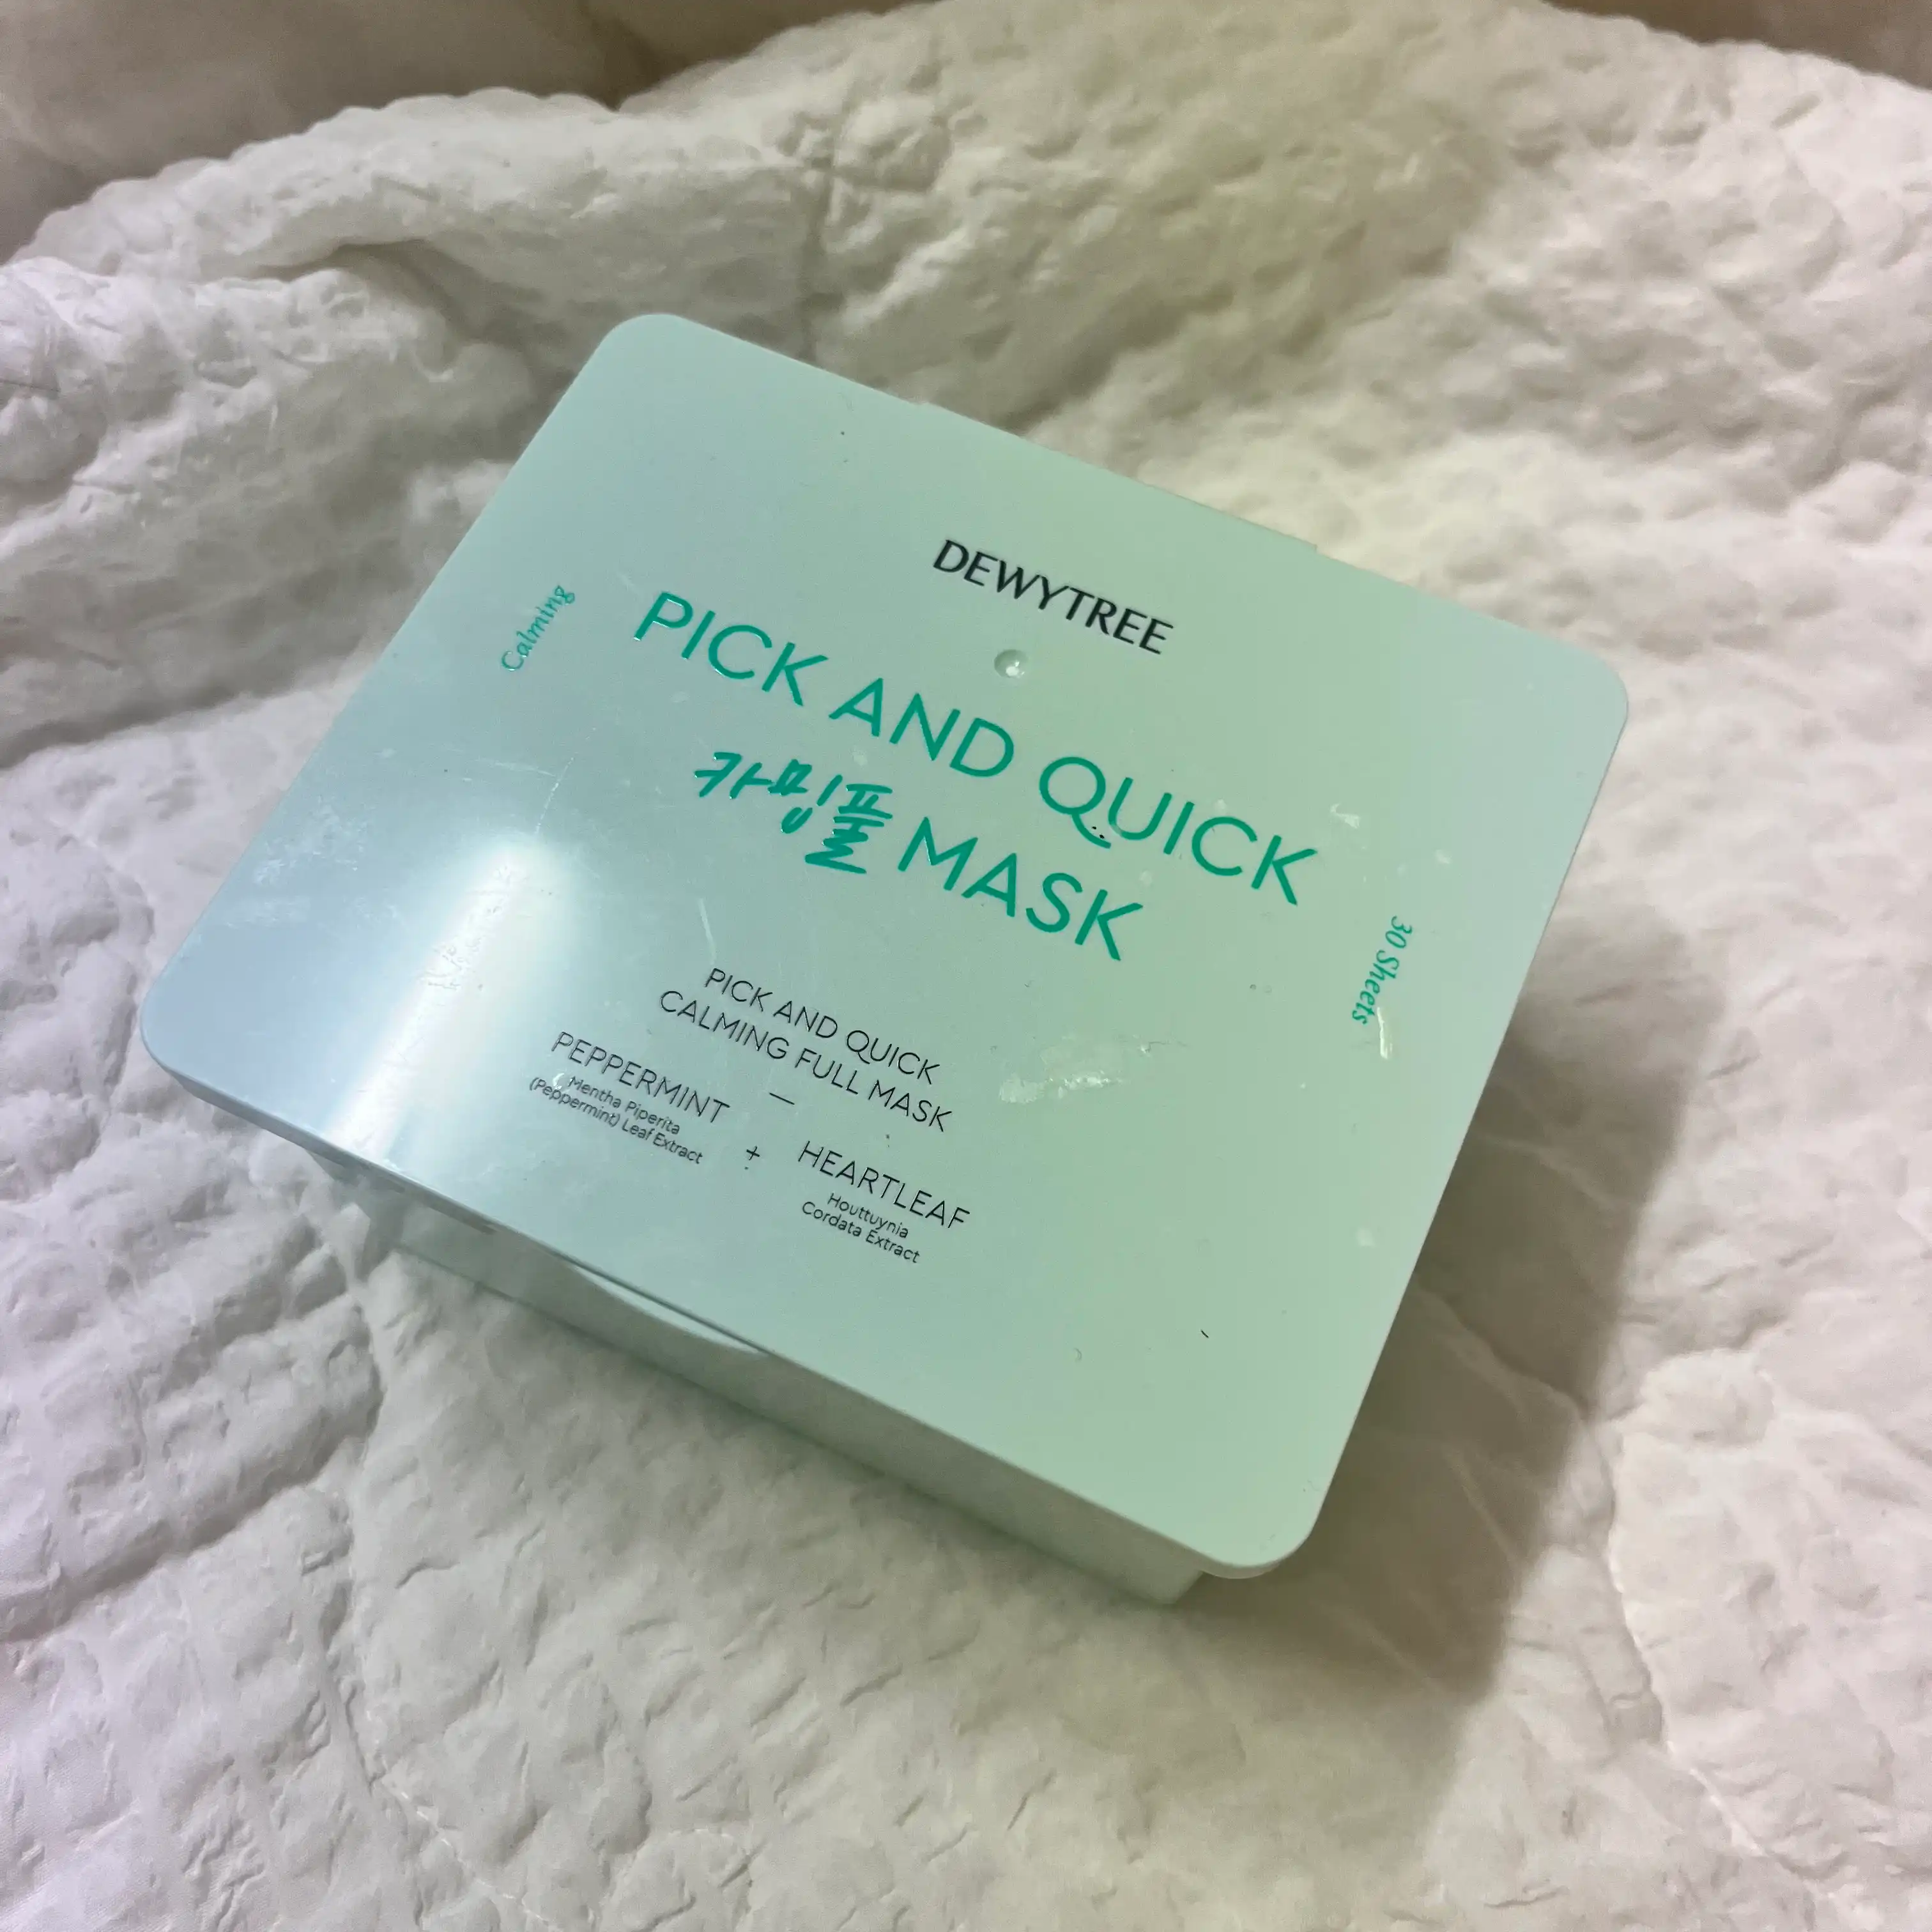 DEWYTREE
PICK AND QUICK
카밍풀 MASK
Calming
30 Sheets
PICK AND QUICK
CALMING FULL MASK
—
PEPPERMINT
Mentha Piperita
(Peppermint) Leaf Extract
+
HEARTLEAF
Houttuynia
Cordata Extract